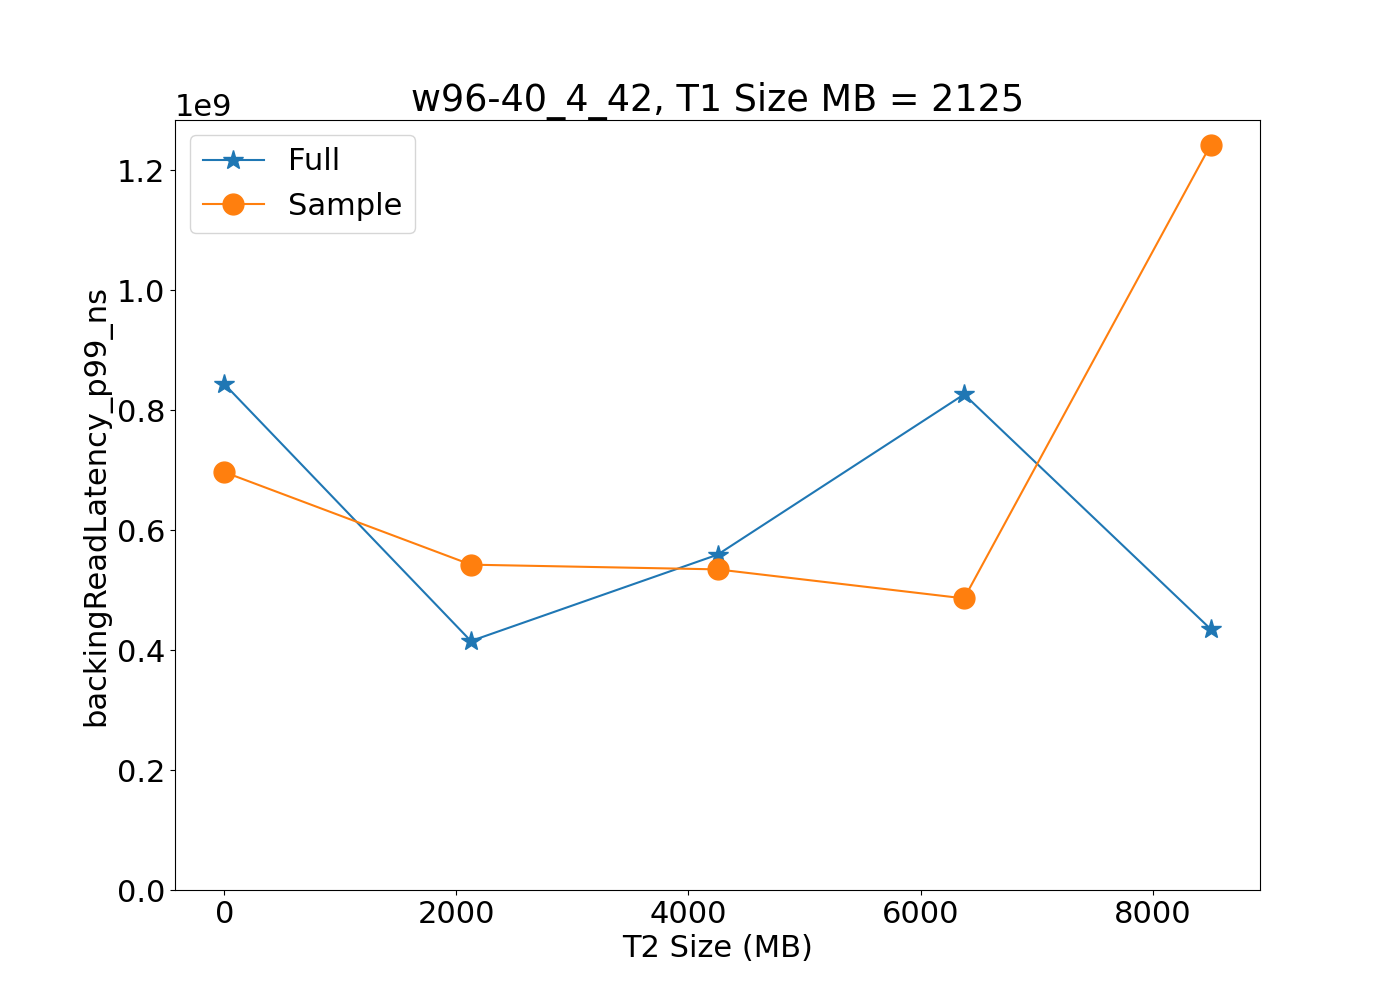 w96-40_4_42, T1 Size MB = 2125
1e9
Full
Sample
1.2
1.0
0.8
0.6
0.4
0.2
0.0
backingReadLatency_p99_ns
0 2000 4000 6000 8000
T2 Size (MB)